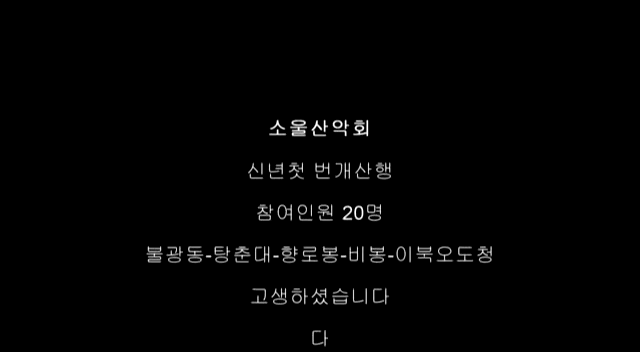 소울산악회
신년첫 번개산행
참여인원 20명
불광동-탕춘대-향로봉-비봉-이북오도청
고생하셨습니다
다